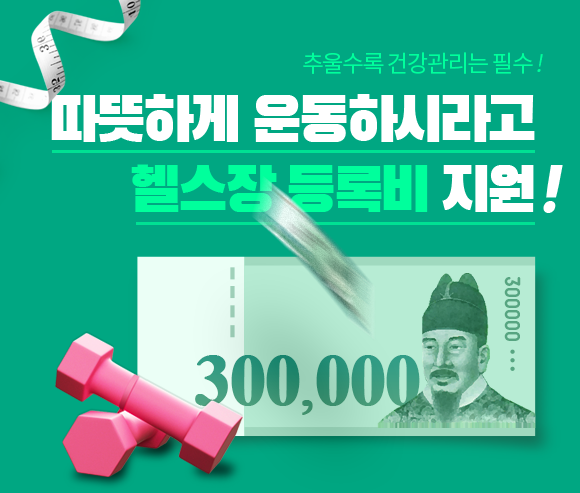 추울수록 건강관리는 필수!
따뜻하게 운동하시라고
헬스장 등록비 지원!
300000 ...
300,000